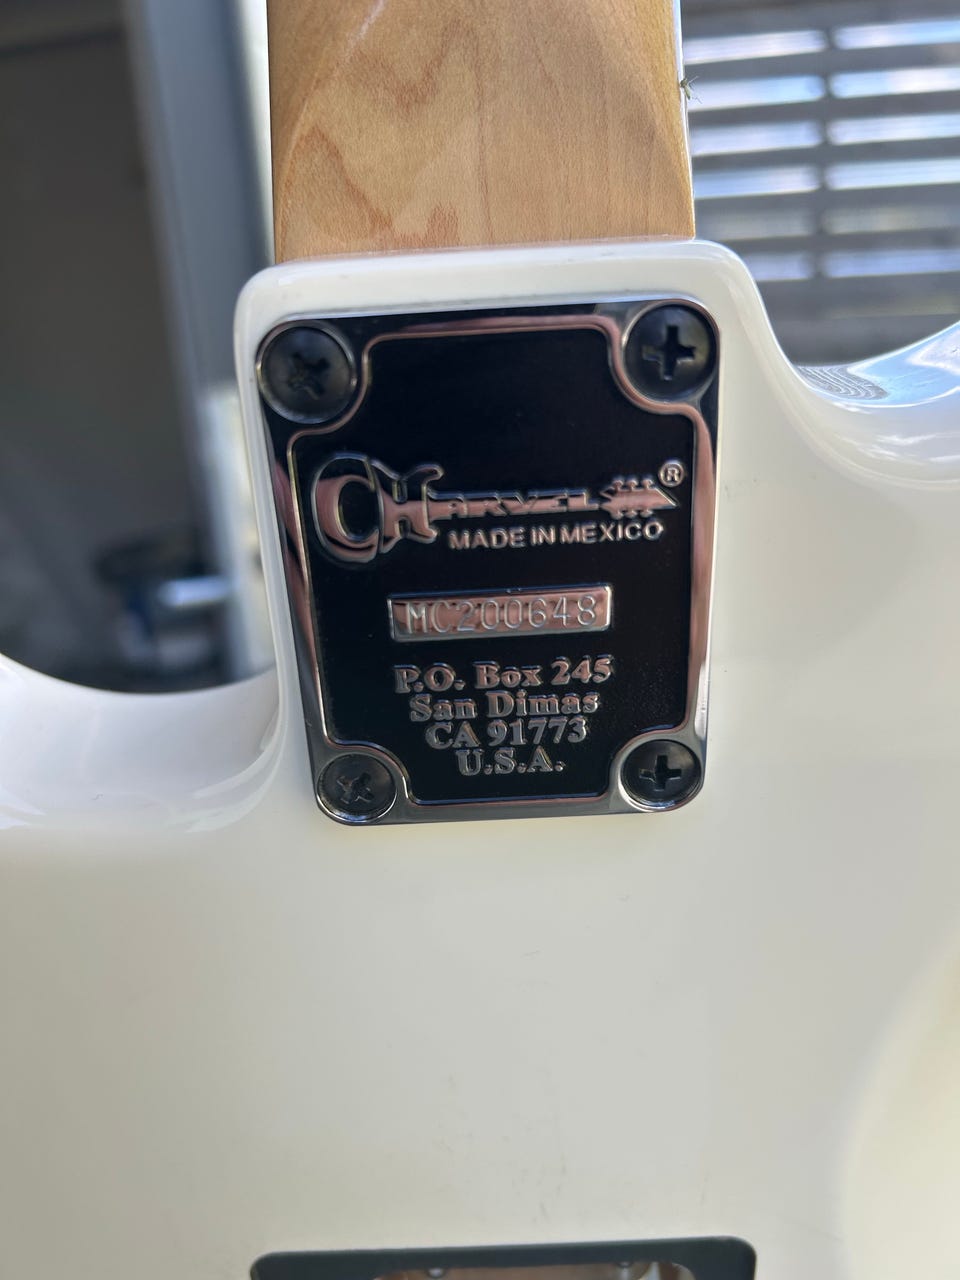 CHARVEL ®
MADE IN MEXICO
MC200648
P.O. Box 245
San Dimas
CA 91773
U.S.A.